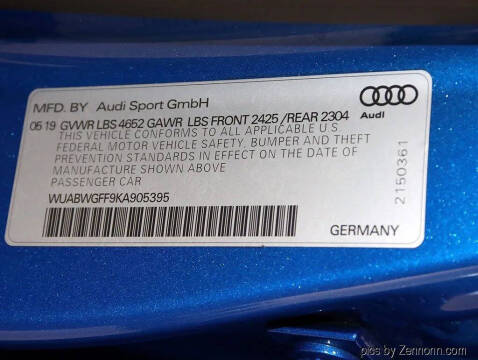 MFD. BY Audi Sport GmbH
Audi
06 19 GVWR LBS 4652 GAWR LBS FRONT 2425 /REAR 2304
THIS VEHICLE CONFORMS TO ALL APPLICABLE U S
FEDERAL MOTOR VEHICLE SAFETY, BUMPER AND THEFT
PREVENTION STANDARDS IN EFFECT ON THE DATE OF
MANUFACTURE SHOWN ABOVE
PASSENGER CAR
WUABWGFF9KA905395
2150361
GERMANY
pics by Zennonn.com